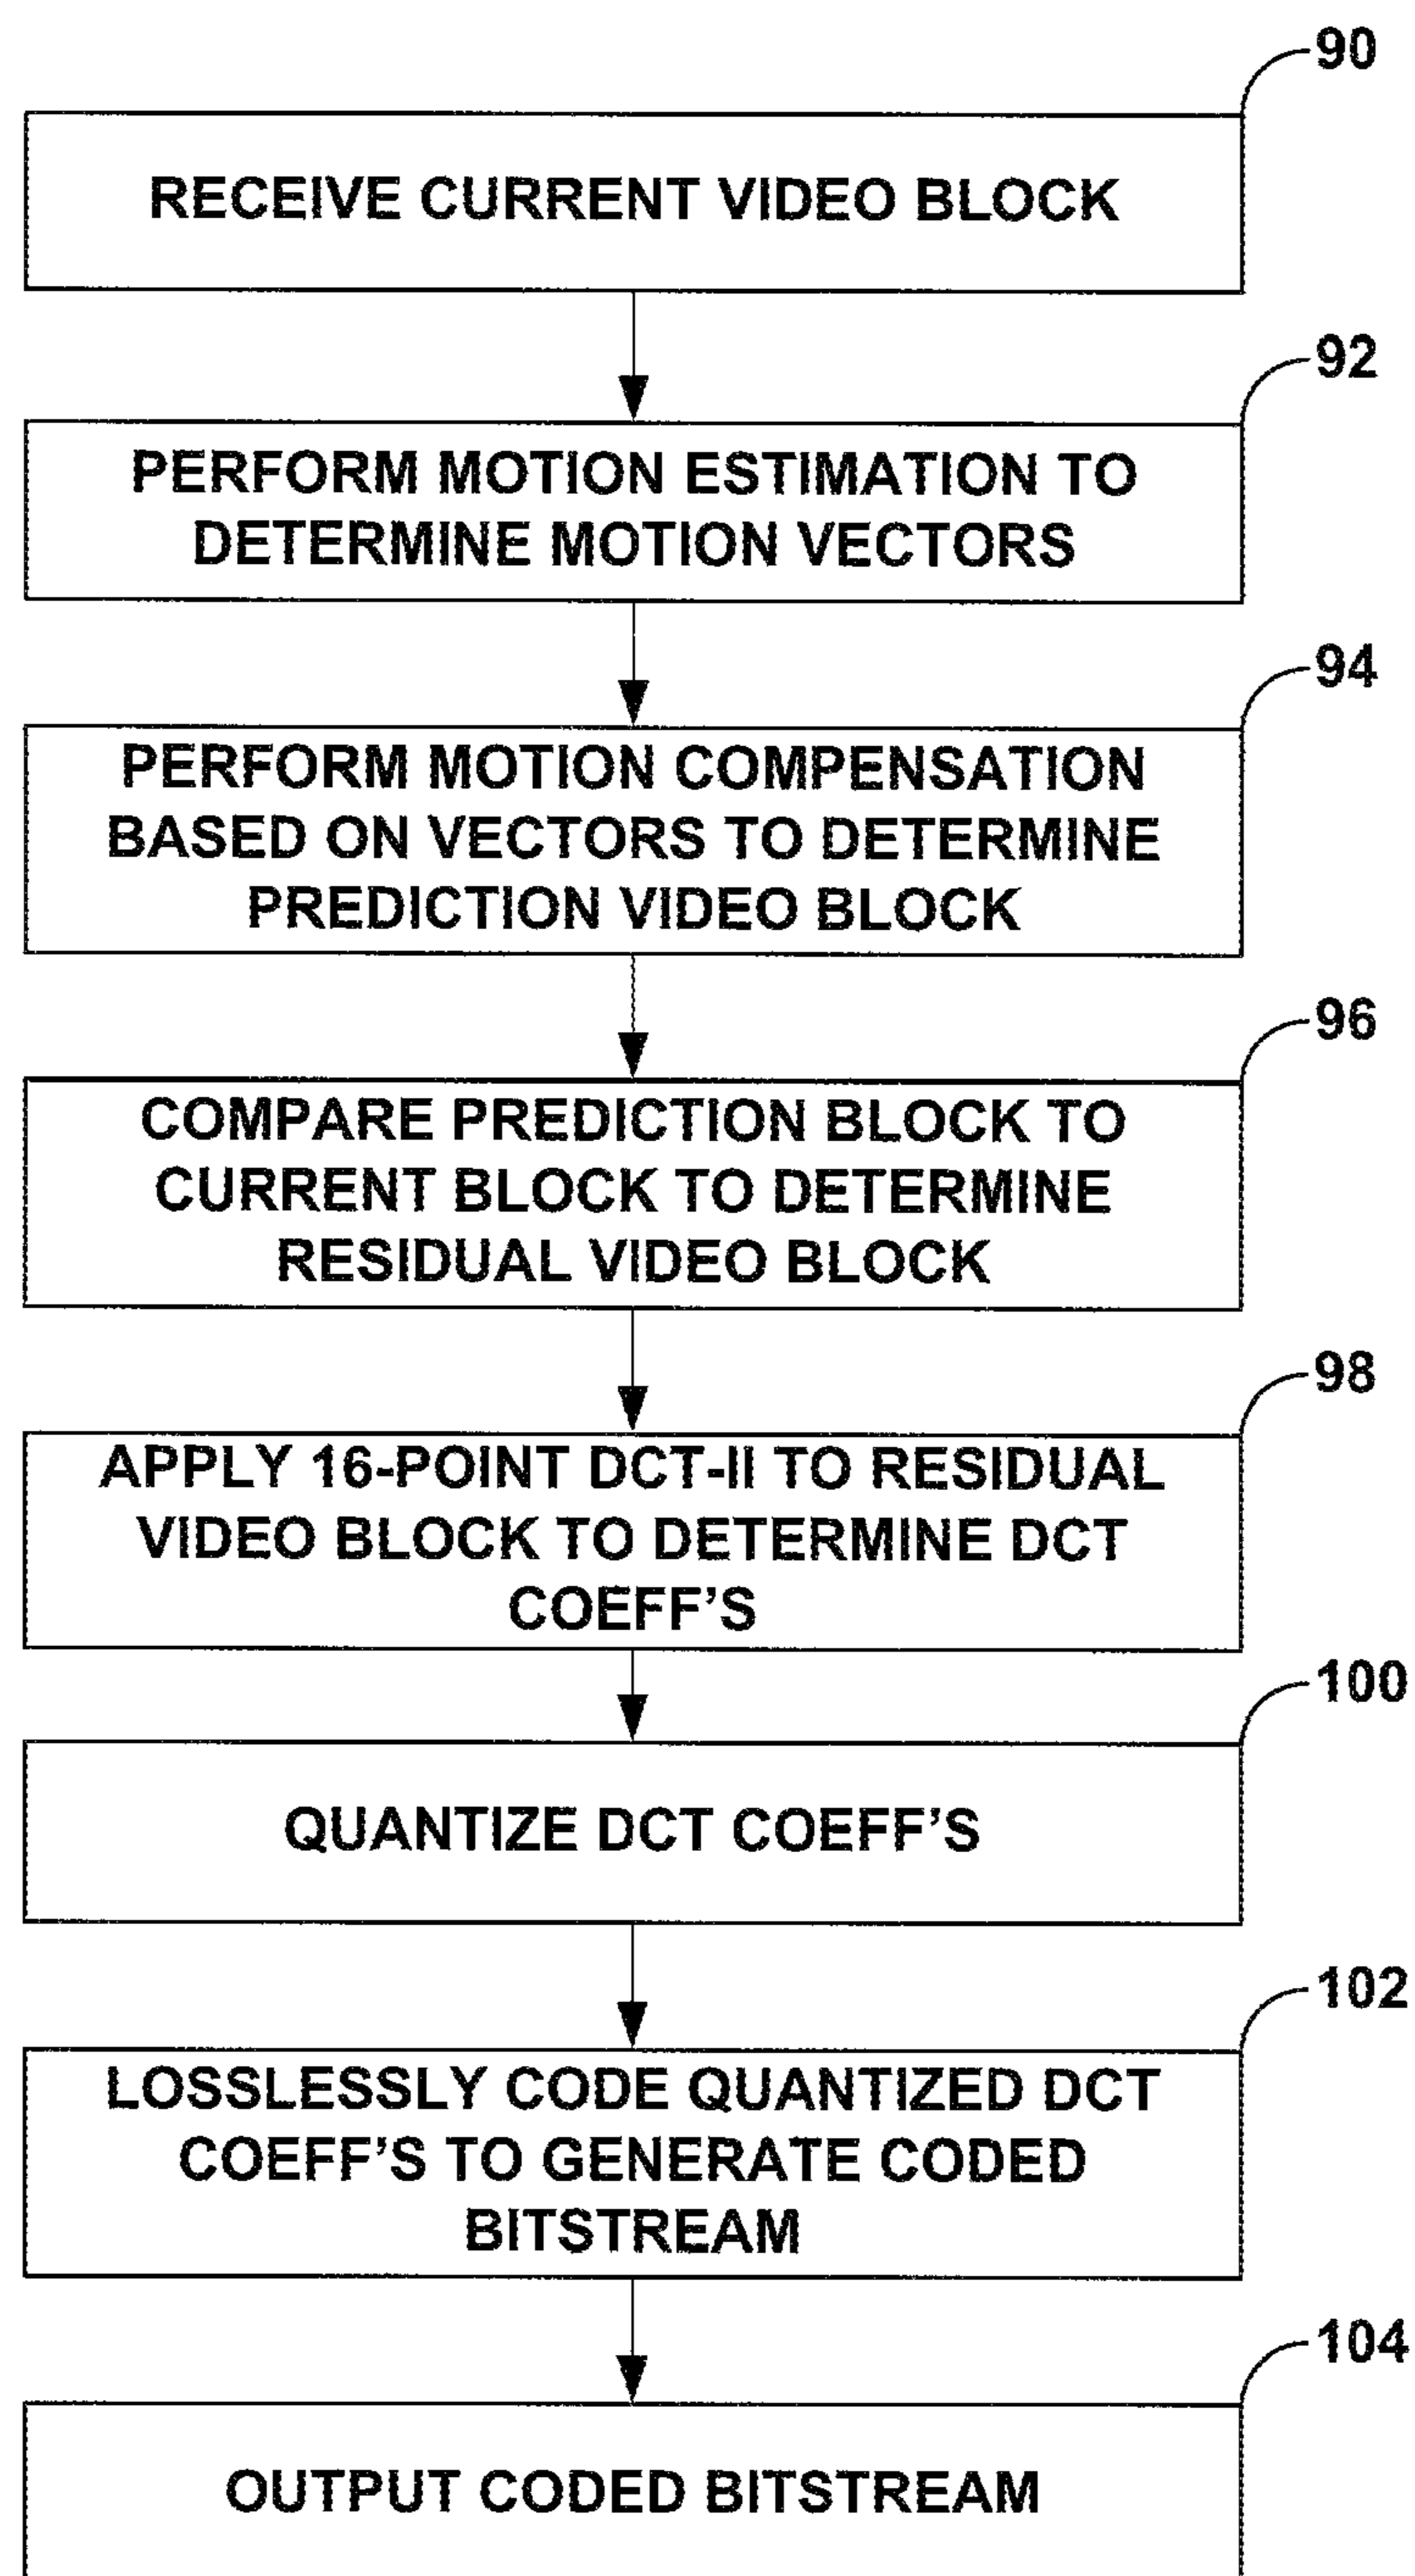 90
RECEIVE CURRENT VIDEO BLOCK
92
PERFORM MOTION ESTIMATION TO
DETERMINE MOTION VECTORS
94
PERFORM MOTION COMPENSATION
BASED ON VECTORS TO DETERMINE
PREDICTION VIDEO BLOCK
96
COMPARE PREDICTION BLOCK TO
CURRENT BLOCK TO DETERMINE
RESIDUAL VIDEO BLOCK
98
APPLY 16-POINT DCT-II TO RESIDUAL
VIDEO BLOCK TO DETERMINE DCT
COEFF’S
100
QUANTIZE DCT COEFF’S
102
LOSSLESSLY CODE QUANTIZED DCT
COEFF’S TO GENERATE CODED
BITSTREAM
104
OUTPUT CODED BITSTREAM